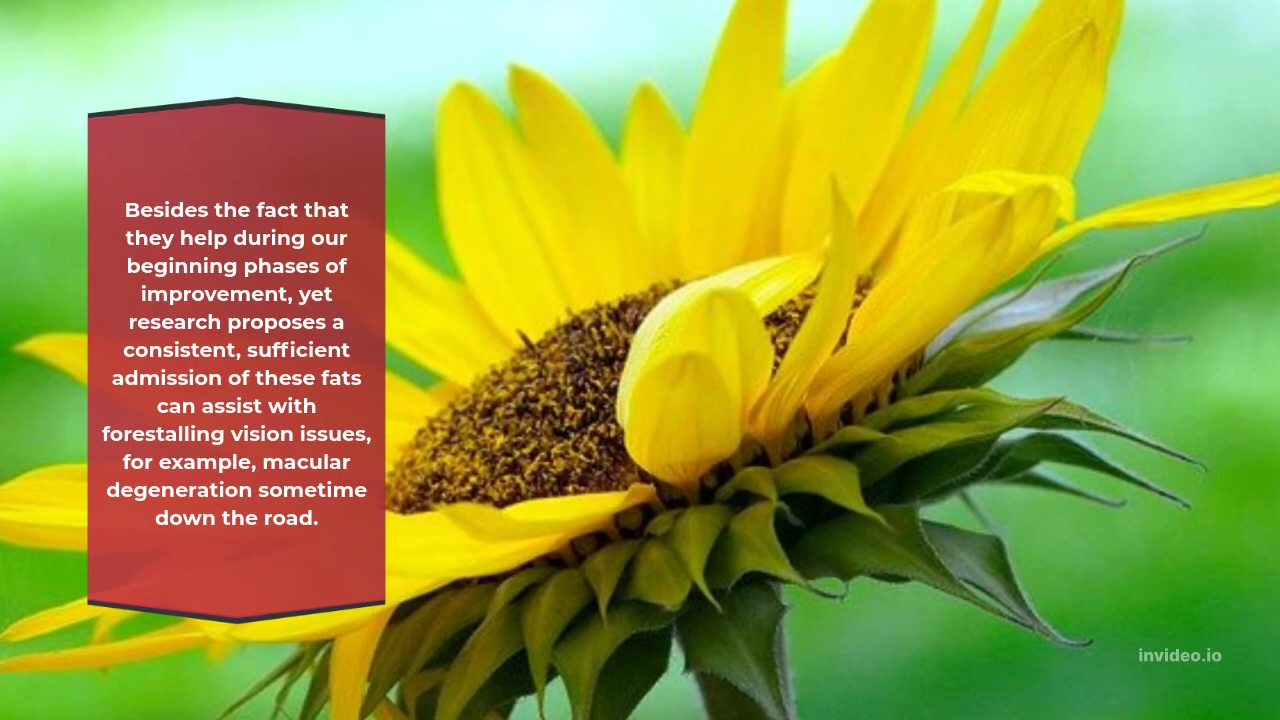 Besides the fact that
they help during our
beginning phases of
improvement, yet
research proposes a
consistent, sufficient
admission of these fats
can assist with
forestalling vision issues,
for example, macular
degeneration sometime
down the road.
invideo.io